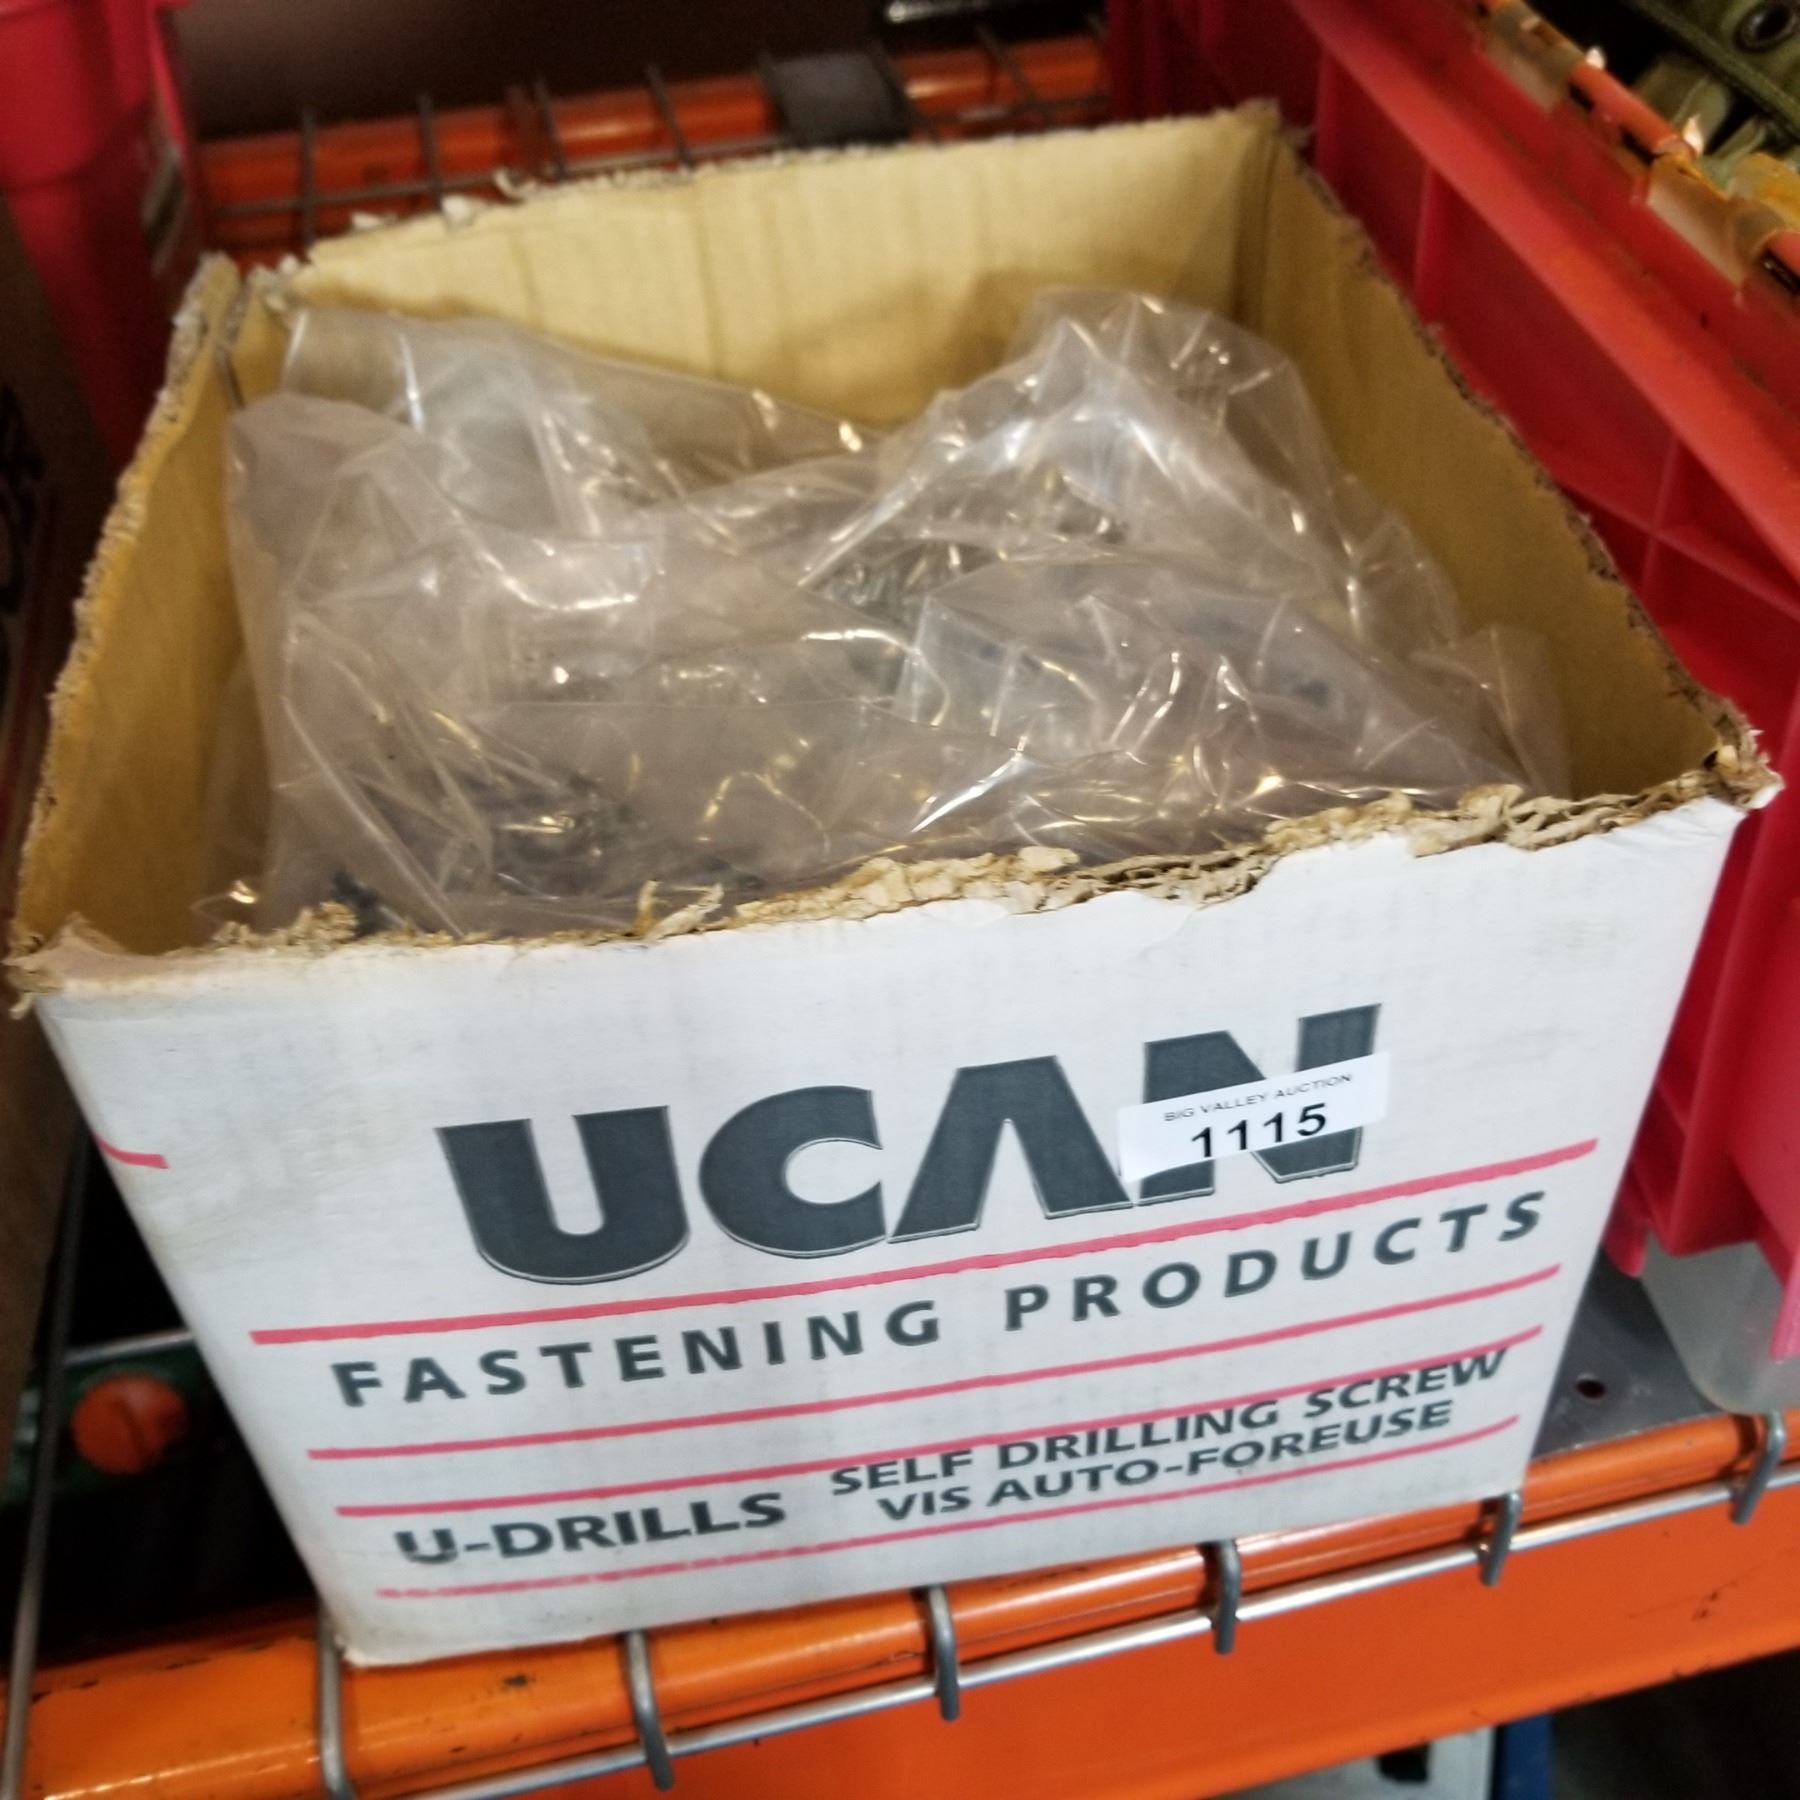 UCAN
BIG VALLEY AUCTION
1115
FASTENING PRODUCTS
U-DRILLS
SELF DRILLING SCREW
VIS AUTO-FOREUSE